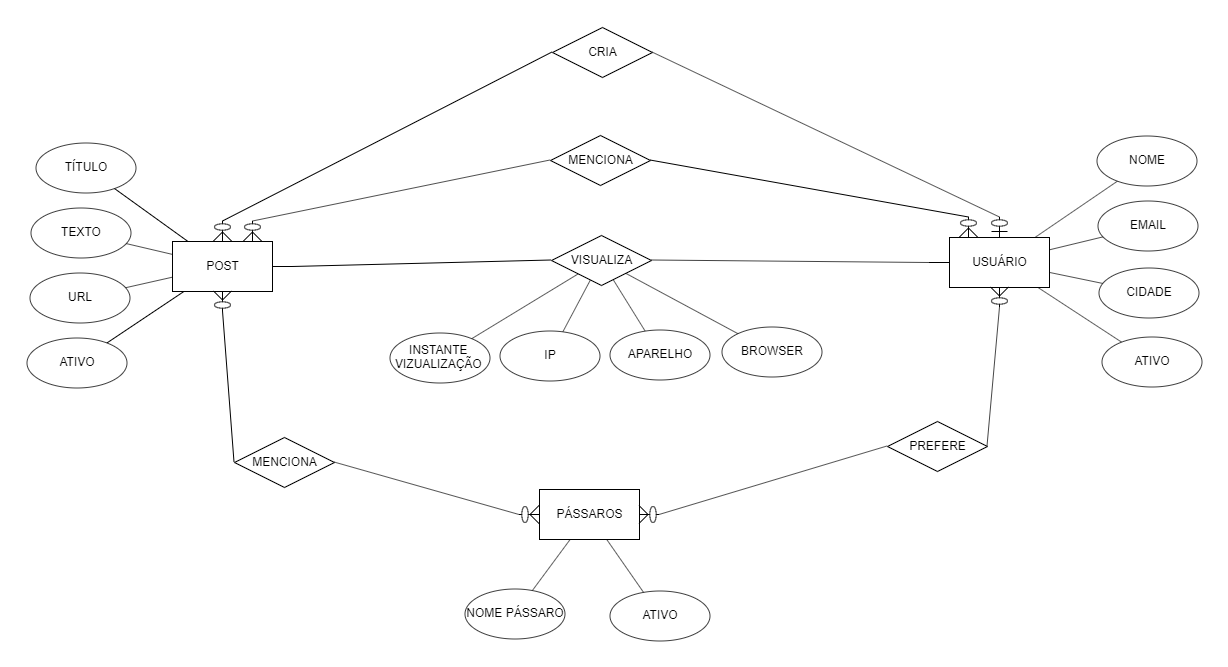 CRIA
MENCIONA
TÍTULO
NOME
TEXTO
EMAIL
POST
VISUALIZA
USUÁRIO
URL
CIDADE
ATIVO
INSTANTE
VIZUALIZAÇÃO
IP
APARELHO
BROWSER
ATIVO
MENCIONA
PREFERE
PÁSSAROS
NOME PÁSSARO
ATIVO